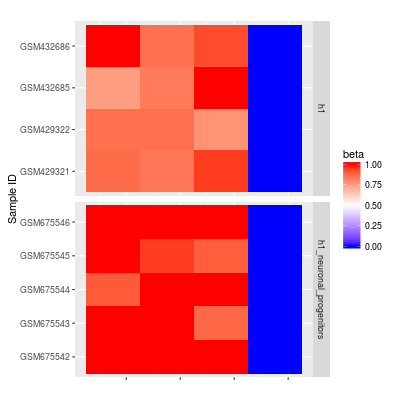 Sample ID
GSM432686
GSM432685
GSM429322
GSM429321
h1
GSM675546
GSM675545
GSM675544
GSM675543
GSM675542
h1_neuronal_progenitors
beta
1.00
0.75
0.50
0.25
0.00